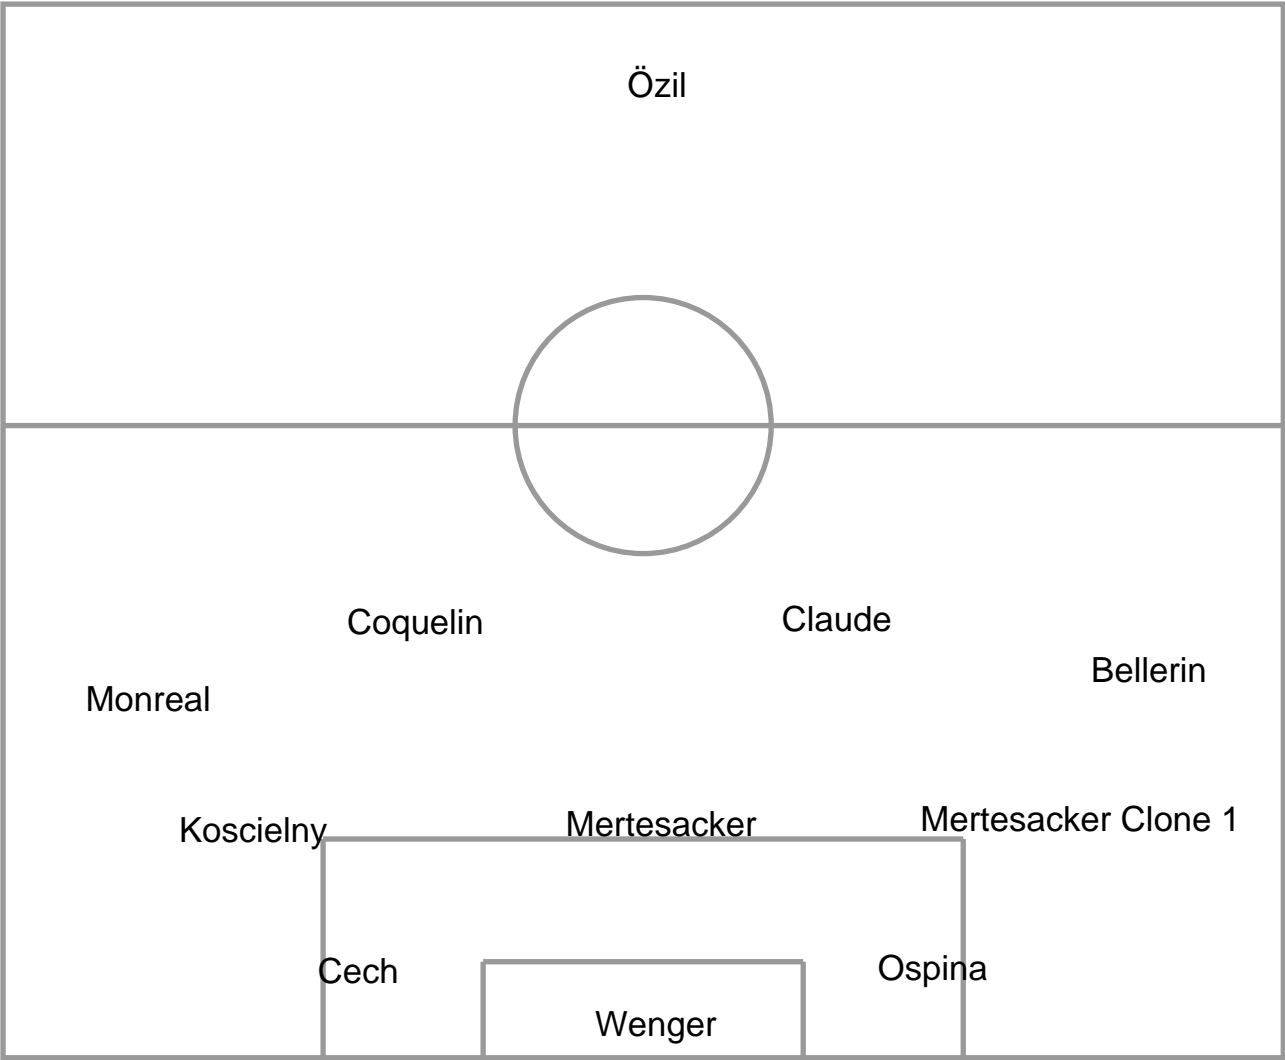 Özil
Coquelin
Claude
Bellerin
Monreal
Koscielny
Mertesacker
Mertesacker Clone 1
Cech
Ospina
Wenger